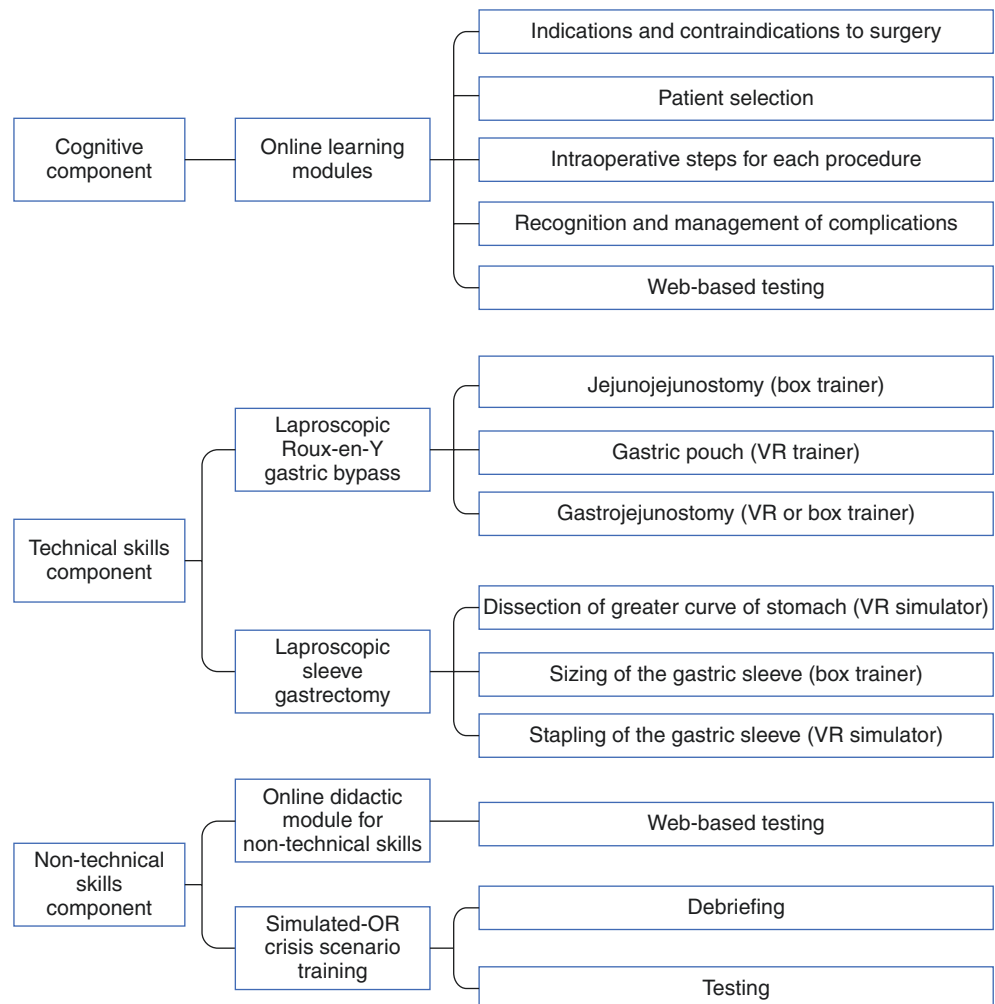 Cognitive
component
Online learning
modules
Indications and contraindications to surgery
Patient selection
Intraoperative steps for each procedure
Recognition and management of complications
Web-based testing
Technical skills
component
Laproscopic
Roux-en-Y
gastric bypass
Jejunojejunostomy (box trainer)
Gastric pouch (VR trainer)
Gastrojejunostomy (VR or box trainer)
Laproscopic
sleeve
gastrectomy
Dissection of greater curve of stomach (VR simulator)
Sizing of the gastric sleeve (box trainer)
Stapling of the gastric sleeve (VR simulator)
Non-technical
skills
component
Online didactic
module for
non-technical skills
Web-based testing
Simulated-OR
crisis scenario
training
Debriefing
Testing